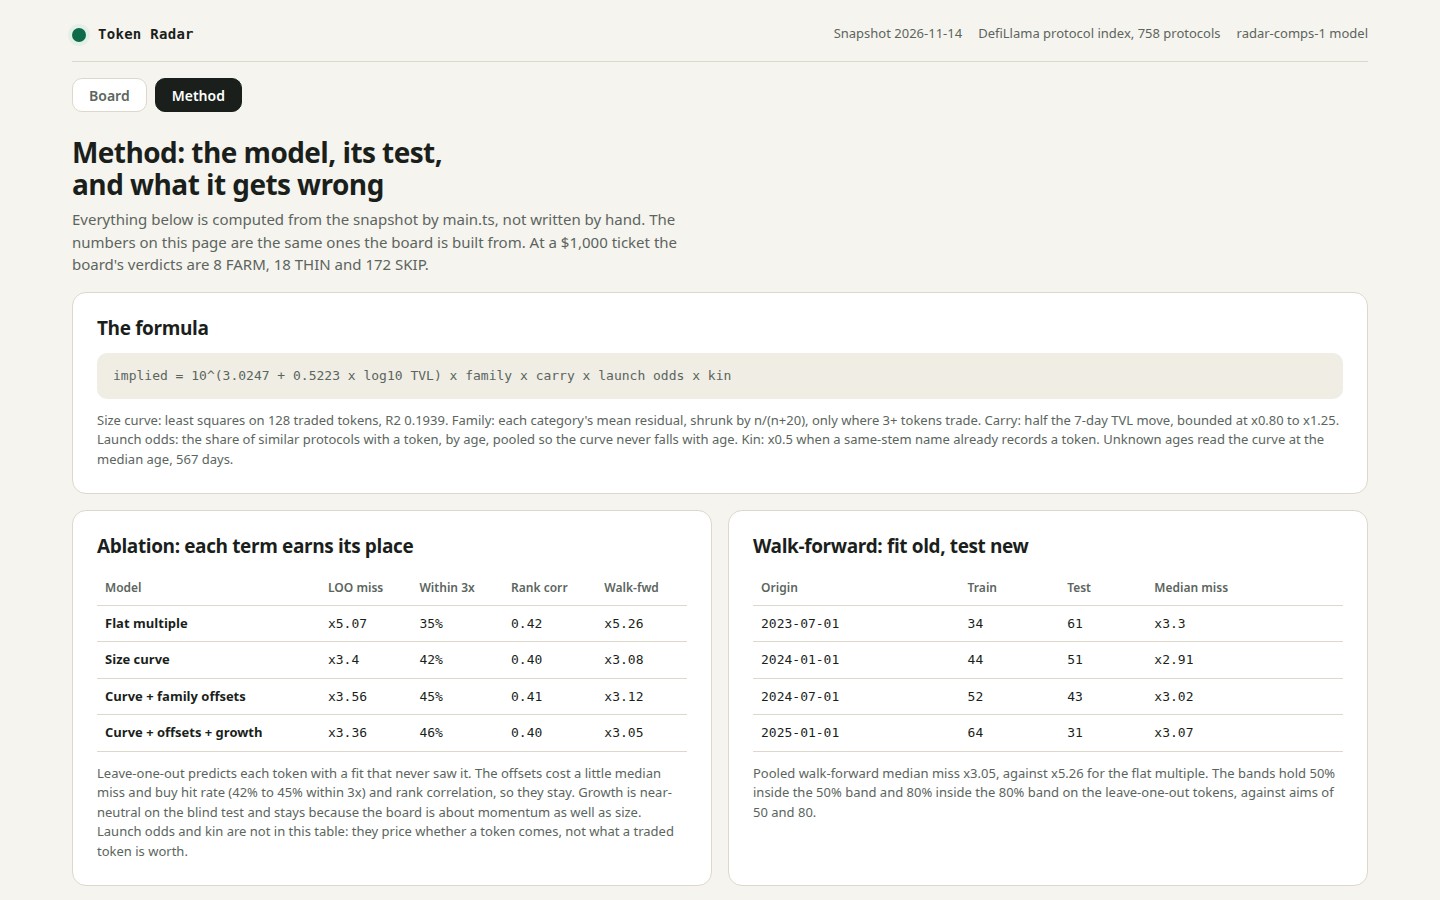 Token Radar
Snapshot 2026-11-14 DefiLlama protocol index, 758 protocols radar-comps-1 model
Board Method
Method: the model, its test,
and what it gets wrong
Everything below is computed from the snapshot by main.ts, not written by hand. The
numbers on this page are the same ones the board is built from. At a $1,000 ticket the
board's verdicts are 8 FARM, 18 THIN and 172 SKIP.
The formula
implied = 10^(3.0247 + 0.5223 x log10 TVL) x family x carry x launch odds x kin
Size curve: least squares on 128 traded tokens, R2 0.1939. Family: each category's mean residual, shrunk by n/(n+20), only where 3+ tokens trade. Carry: half the 7-day TVL move, bounded at x0.80 to x1.25.
Launch odds: the share of similar protocols with a token, by age, pooled so the curve never falls with age. Kin: x0.5 when a same-stem name already records a token. Unknown ages read the curve at the
median age, 567 days.
Ablation: each term earns its place
Model LOO miss Within 3x Rank corr Walk-fwd
Flat multiple x5.07 35% 0.42 x5.26
Size curve x3.4 42% 0.40 x3.08
Curve + family offsets x3.56 45% 0.41 x3.12
Curve + offsets + growth x3.36 46% 0.40 x3.05
Leave-one-out predicts each token with a fit that never saw it. The offsets cost a little median
miss and buy hit rate (42% to 45% within 3x) and rank correlation, so they stay. Growth is near-
neutral on the blind test and stays because the board is about momentum as well as size.
Launch odds and kin are not in this table: they price whether a token comes, not what a traded
token is worth.
Walk-forward: fit old, test new
Origin Train Test Median miss
2023-07-01 34 61 x3.3
2024-01-01 44 51 x2.91
2024-07-01 52 43 x3.02
2025-01-01 64 31 x3.07
Pooled walk-forward median miss x3.05, against x5.26 for the flat multiple. The bands hold 50%
inside the 50% band and 80% inside the 80% band on the leave-one-out tokens, against aims of
50 and 80.